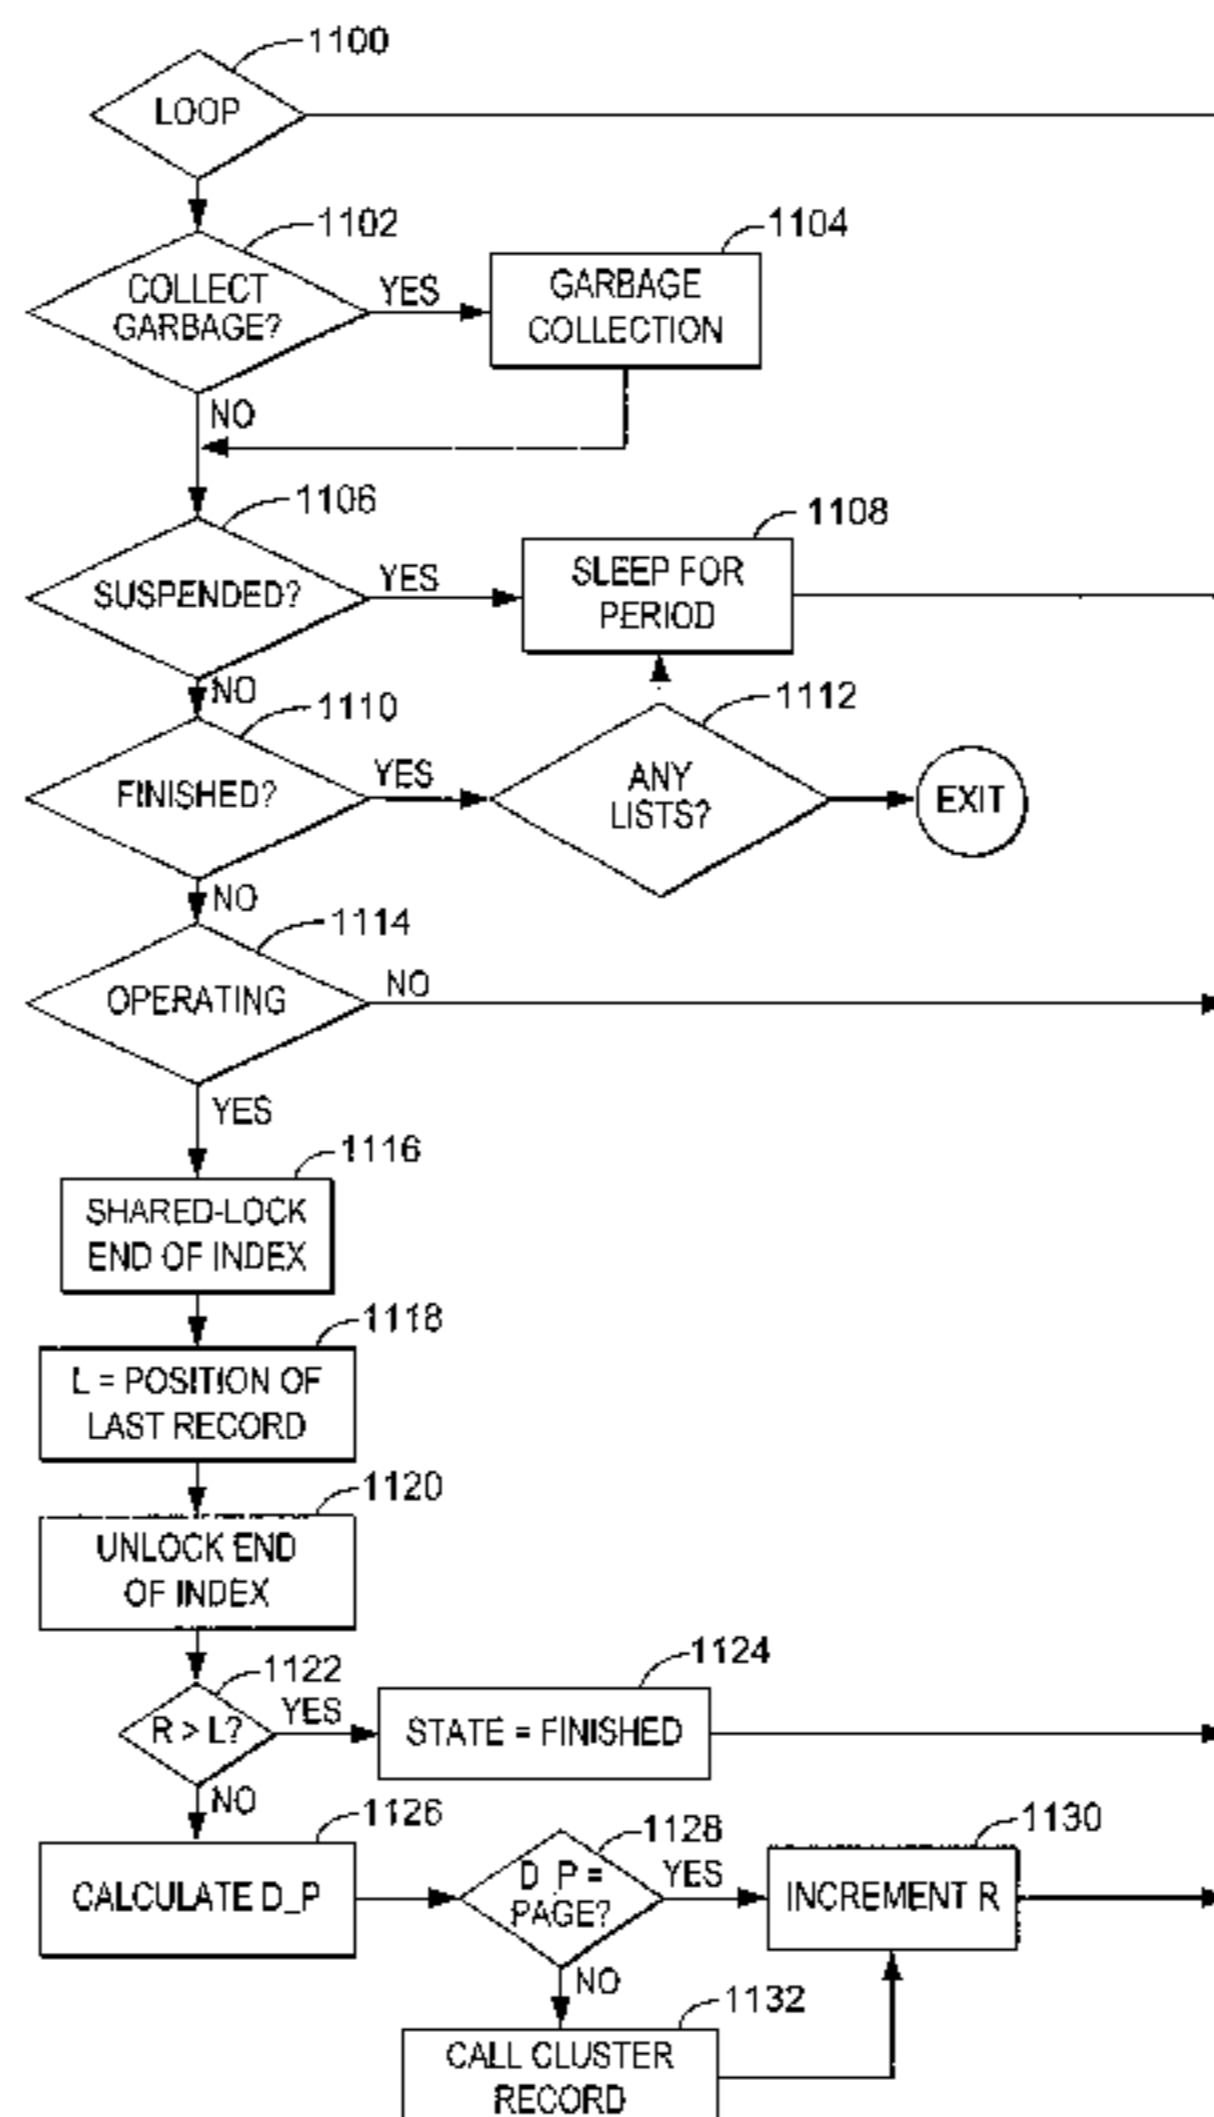 1100
LOOP
1102
COLLECT
GARBAGE?
YES
1104
GARBAGE
COLLECTION
NO
1106
SUSPENDED?
YES
1108
SLEEP FOR
PERIOD
NO
1110
FINISHED?
YES
1112
ANY
LISTS?
EXIT
NO
1114
OPERATING
NO
YES
1116
SHARED-LOCK
END OF INDEX
1118
L = POSITION OF
LAST RECORD
1120
UNLOCK END
OF INDEX
1122
R > L?
YES
1124
STATE = FINISHED
NO
1126
CALCULATE D_P
1128
D_P =
PAGE?
YES
1130
INCREMENT R
NO
1132
CALL CLUSTER
RECORD